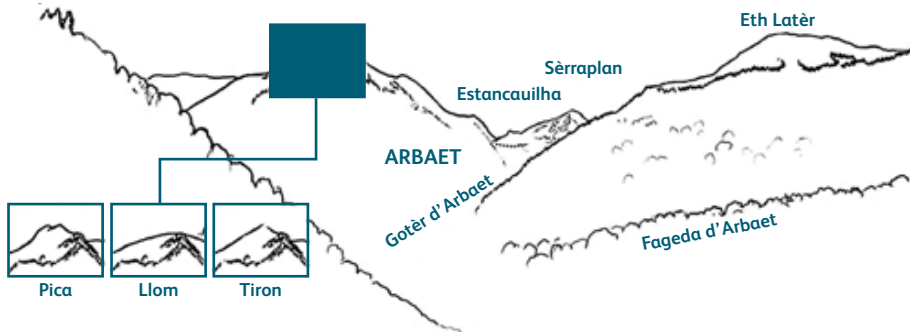 Eth Latèr
Sèrraplan
Estancauilha
ARBAET
Gotèr d'Arbaet
Fageda d'Arbaet
Pica
Llom
Tiron